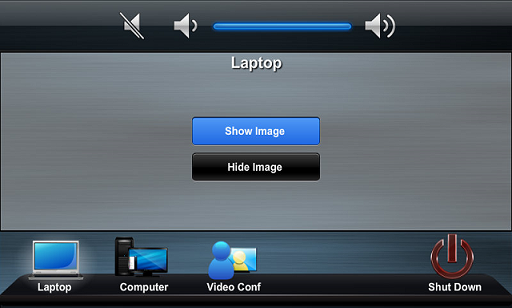 Laptop
Show Image
Hide Image
Laptop
Computer
Video Conf
Shut Down